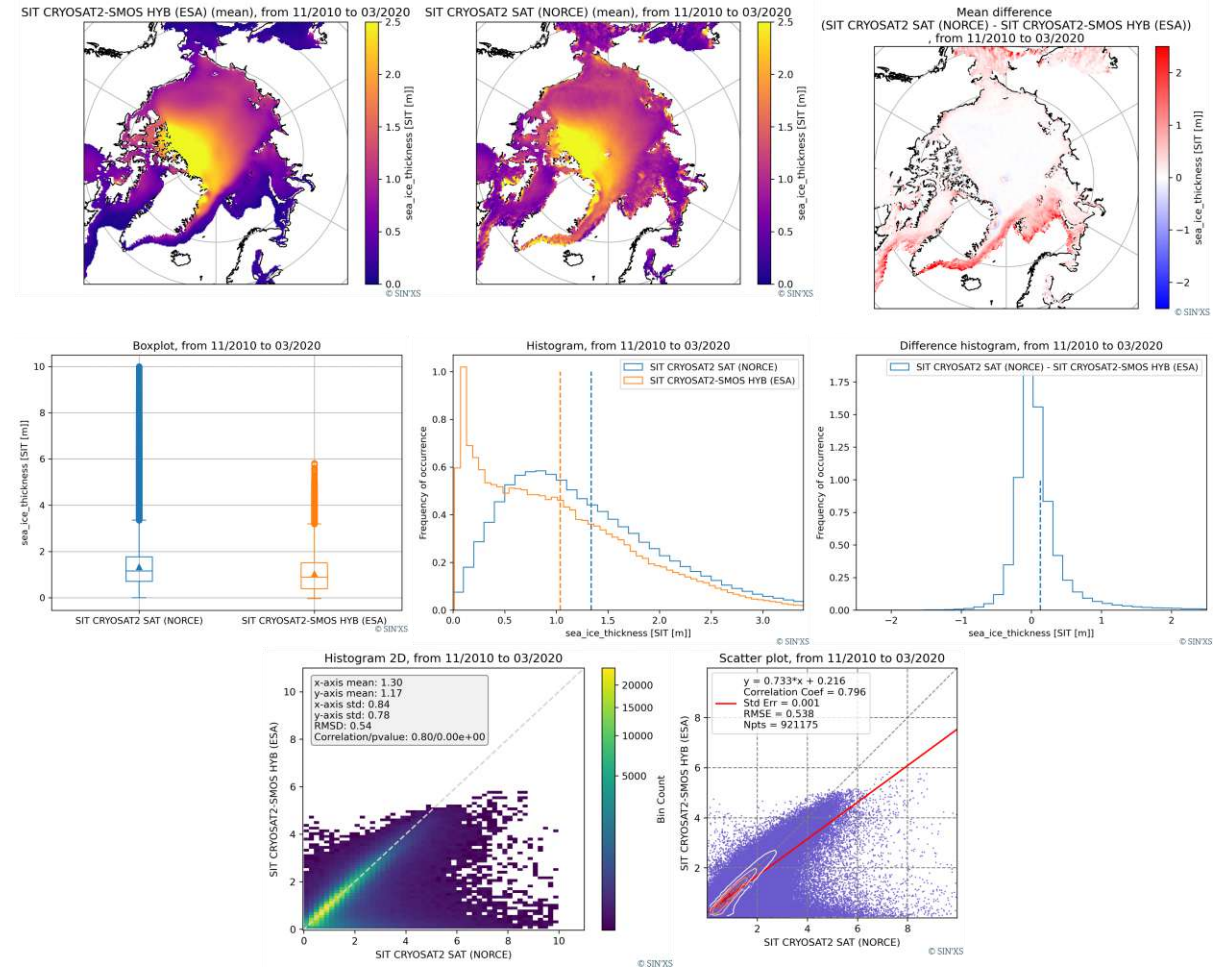 SIT CRYOSAT2-SMOS HYB (ESA) (mean), from 11/2010 to 03/2020
2.5
2.0
1.5
1.0
0.5
0.0
sea_ice_thickness [SIT [m]]
© SIN'XS
SIT CRYOSAT2 SAT (NORCE) (mean), from 11/2010 to 03/2020
2.5
2.0
1.5
1.0
0.5
0.0
sea_ice_thickness [SIT [m]]
© SIN'XS
Mean difference
(SIT CRYOSAT2 SAT (NORCE) - SIT CRYOSAT2-SMOS HYB (ESA))
, from 11/2010 to 03/2020
2
1
0
−1
−2
sea_ice_thickness [SIT [m]]
© SIN'XS
Boxplot, from 11/2010 to 03/2020
10
8
6
4
2
0
sea_ice_thickness [SIT [m]]
SIT CRYOSAT2 SAT (NORCE)
SIT CRYOSAT2-SMOS HYB (ESA)
© SIN'XS
Histogram, from 11/2010 to 03/2020
SIT CRYOSAT2 SAT (NORCE)
SIT CRYOSAT2-SMOS HYB (ESA)
1.0
0.8
0.6
0.4
0.2
0.0
Frequency of occurrence
0.0 0.5 1.0 1.5 2.0 2.5 3.0
sea_ice_thickness [SIT [m]]
© SIN'XS
Difference histogram, from 11/2010 to 03/2020
SIT CRYOSAT2 SAT (NORCE) - SIT CRYOSAT2-SMOS HYB (ESA)
1.75
1.50
1.25
1.00
0.75
0.50
0.25
0.00
Frequency of occurrence
−2 −1 0 1 2
sea_ice_thickness [SIT [m]]
© SIN'XS
Histogram 2D, from 11/2010 to 03/2020
x-axis mean: 1.30
y-axis mean: 1.17
x-axis std: 0.84
y-axis std: 0.78
RMSD: 0.54
Correlation/pvalue: 0.80/0.00e+00
10
8
6
4
2
0
SIT CRYOSAT2-SMOS HYB (ESA)
0 2 4 6 8 10
SIT CRYOSAT2 SAT (NORCE)
20000
15000
10000
5000
Bin Count
© SIN'XS
Scatter plot, from 11/2010 to 03/2020
y = 0.733*x + 0.216
Correlation Coef = 0.796
Std Err = 0.001
RMSE = 0.538
Npts = 921175
8
6
4
2
SIT CRYOSAT2-SMOS HYB (ESA)
2 4 6 8
SIT CRYOSAT2 SAT (NORCE)
© SIN'XS